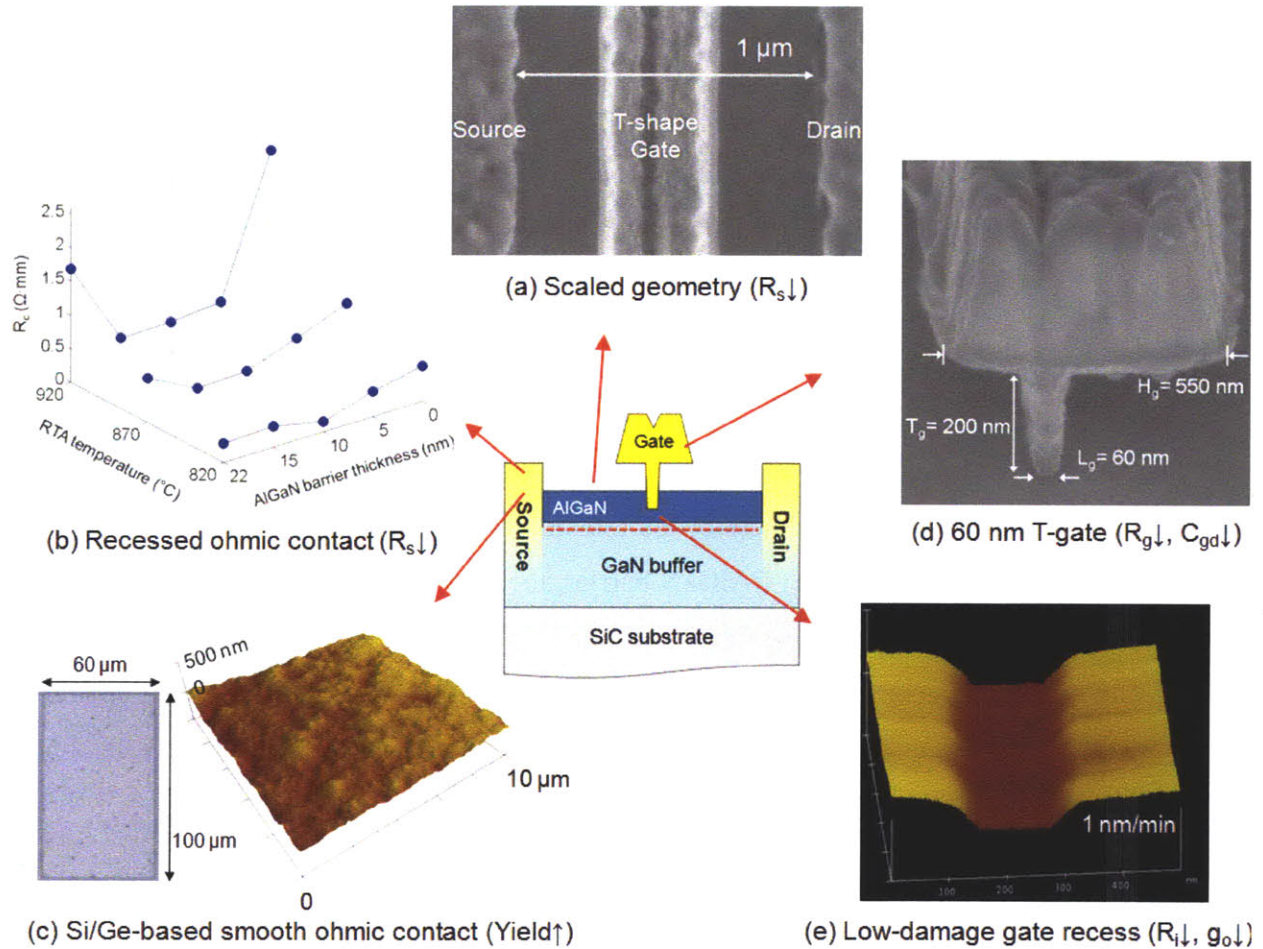 1 µm
Source
T-shape
Gate
Drain
(a) Scaled geometry (Rs↓)
2.5
2
1.5
1
0.5
0
Rc (Ω·mm)
920
870
820
RTA temperature (°C)
22
15
10
5
0
AlGaN barrier thickness (nm)
(b) Recessed ohmic contact (Rs↓)
Hg= 550 nm
Tg= 200 nm
Lg= 60 nm
(d) 60 nm T-gate (Rg↓, Cgd↓)
Gate
AlGaN
Source
Drain
GaN buffer
SiC substrate
60 µm
100 µm
500 nm
0
10 µm
0
(c) Si/Ge-based smooth ohmic contact (Yield↑)
1 nm/min
100
200
300
400
nm
(e) Low-damage gate recess (Ri↓, go↓)